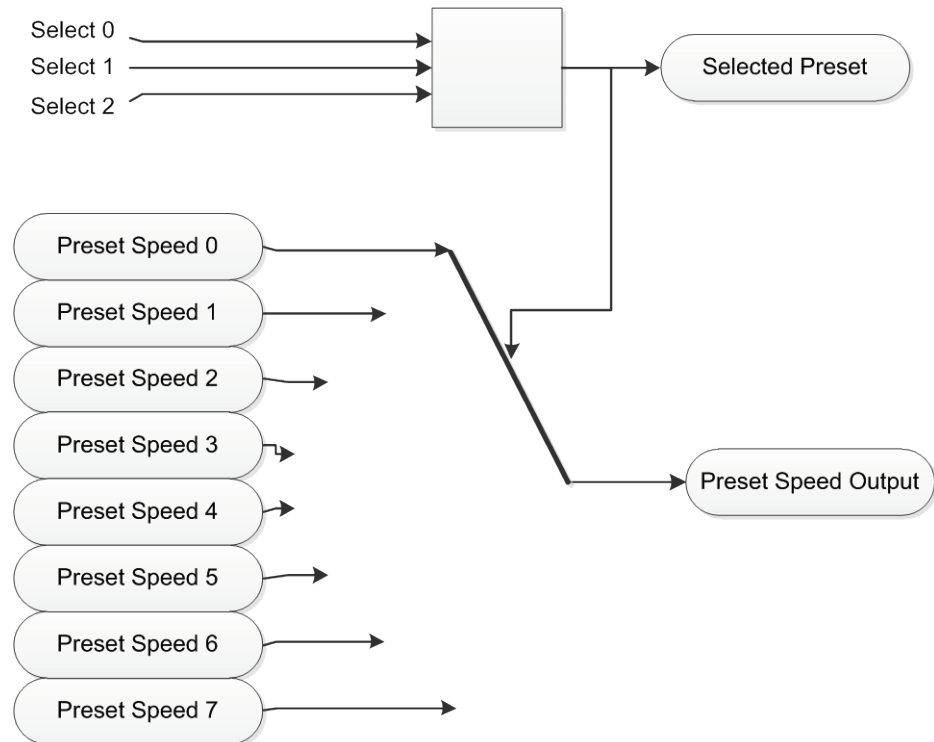 Select 0
Select 1
Select 2
Selected Preset
Preset Speed 0
Preset Speed 1
Preset Speed 2
Preset Speed 3
Preset Speed 4
Preset Speed Output
Preset Speed 5
Preset Speed 6
Preset Speed 7